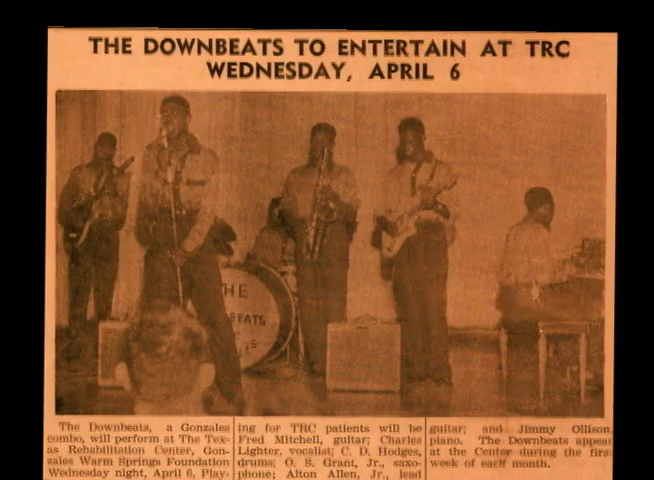 THE DOWNBEATS TO ENTERTAIN AT TRC
WEDNESDAY, APRIL 6
THE
BEATS
The Downbeats, a Gonzales
combo, will perform at The Tex-
as Rehabilitation Center, Gon-
zales Warm Springs Foundation
Wednesday night, April 6, Play-
ing for TRC patients will be
Fred Mitchell, guitar; Charles
Lighter, vocalist; C. D. Hodges,
drums; O. S. Grant, Jr., saxo-
phone; Alton Allen, Jr., lead
guitar; and Jimmy Ollison,
piano. The Downbeats appear
at the Center during the first
week of each month.